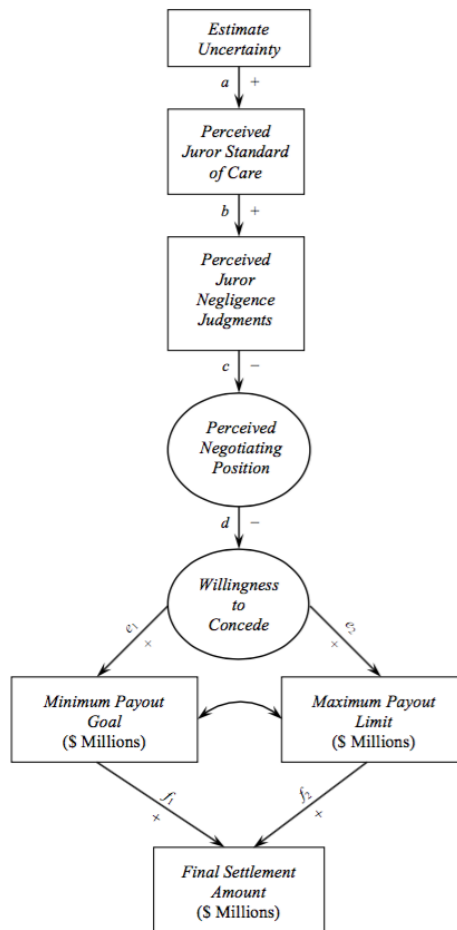 Estimate
Uncertainty
a +
Perceived
Juror Standard
of Care
b +
Perceived
Juror
Negligence
Judgments
c −
Perceived
Negotiating
Position
d −
Willingness
to
Concede
e₁ + e₂ +
Minimum Payout
Goal
($ Millions)
Maximum Payout
Limit
($ Millions)
f₁ + f₂ +
Final Settlement
Amount
($ Millions)